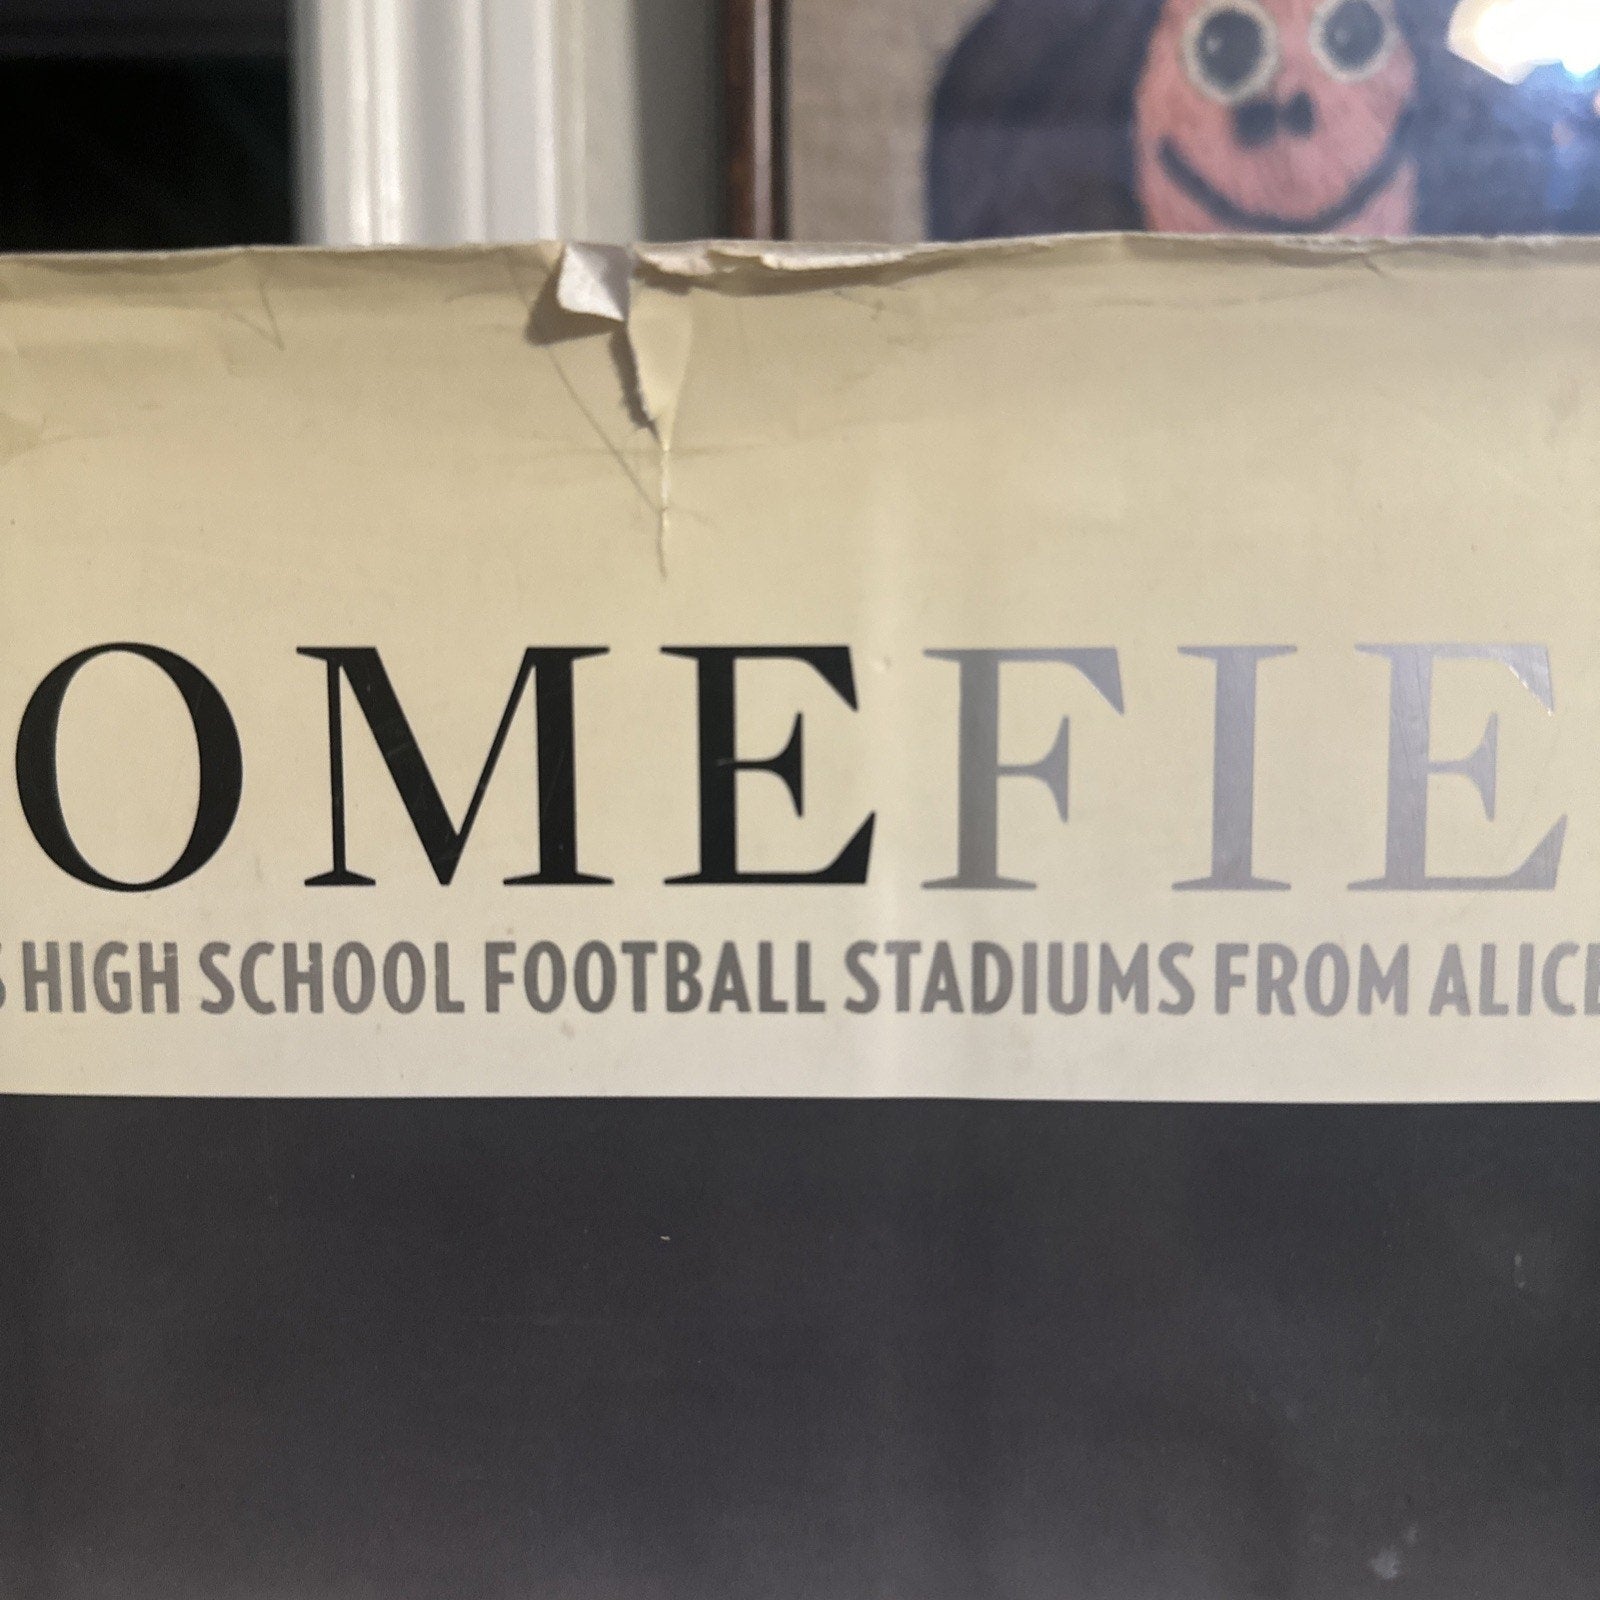 OMEFIE
S HIGH SCHOOL FOOTBALL STADIUMS FROM ALICE